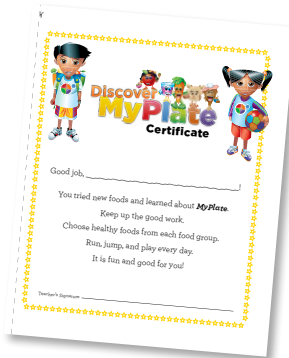 Discover
MyPlate
Certificate
Good job, ______________________________!
You tried new foods and learned about MyPlate.
Keep up the good work.
Choose healthy foods from each food group.
Run, jump, and play every day.
It is fun and good for you!
Teacher's Signature ______________________________